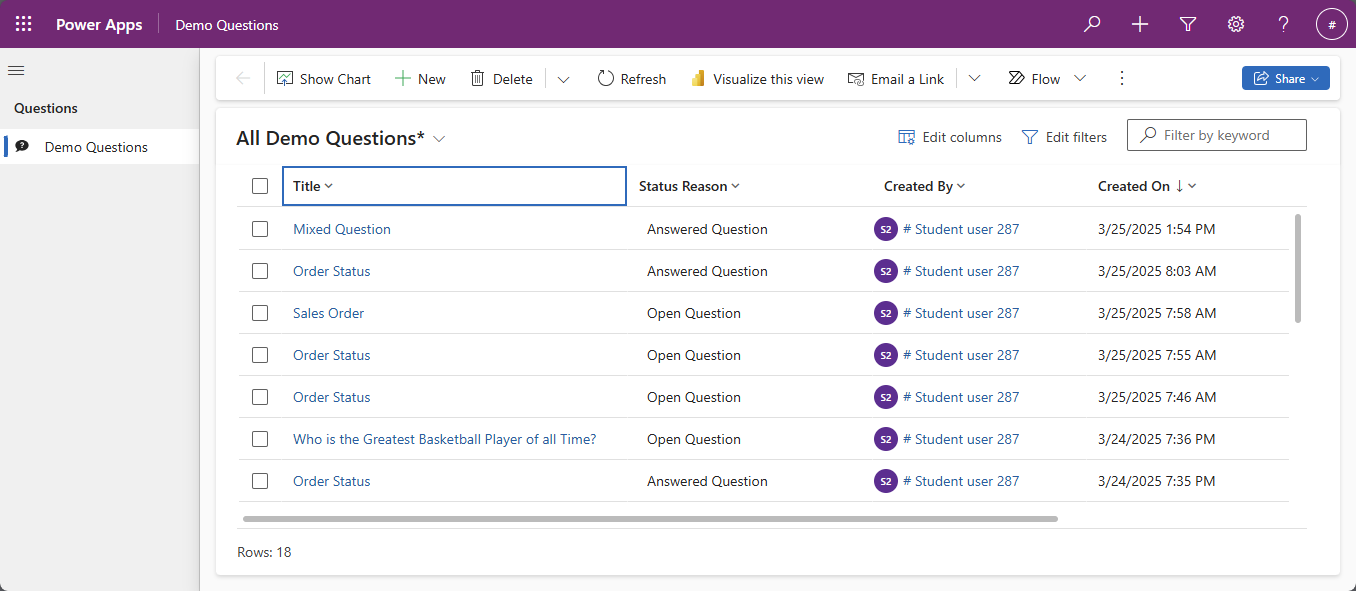 Power Apps Demo Questions #
Show Chart New Delete Refresh Visualize this view Email a Link Flow Share
Questions
Demo Questions
All Demo Questions* Edit columns Edit filters Filter by keyword
Title Status Reason Created By Created On ↓
Mixed Question Answered Question S2 # Student user 287 3/25/2025 1:54 PM
Order Status Answered Question S2 # Student user 287 3/25/2025 8:03 AM
Sales Order Open Question S2 # Student user 287 3/25/2025 7:58 AM
Order Status Open Question S2 # Student user 287 3/25/2025 7:55 AM
Order Status Open Question S2 # Student user 287 3/25/2025 7:46 AM
Who is the Greatest Basketball Player of all Time? Open Question S2 # Student user 287 3/24/2025 7:36 PM
Order Status Answered Question S2 # Student user 287 3/24/2025 7:35 PM
Rows: 18